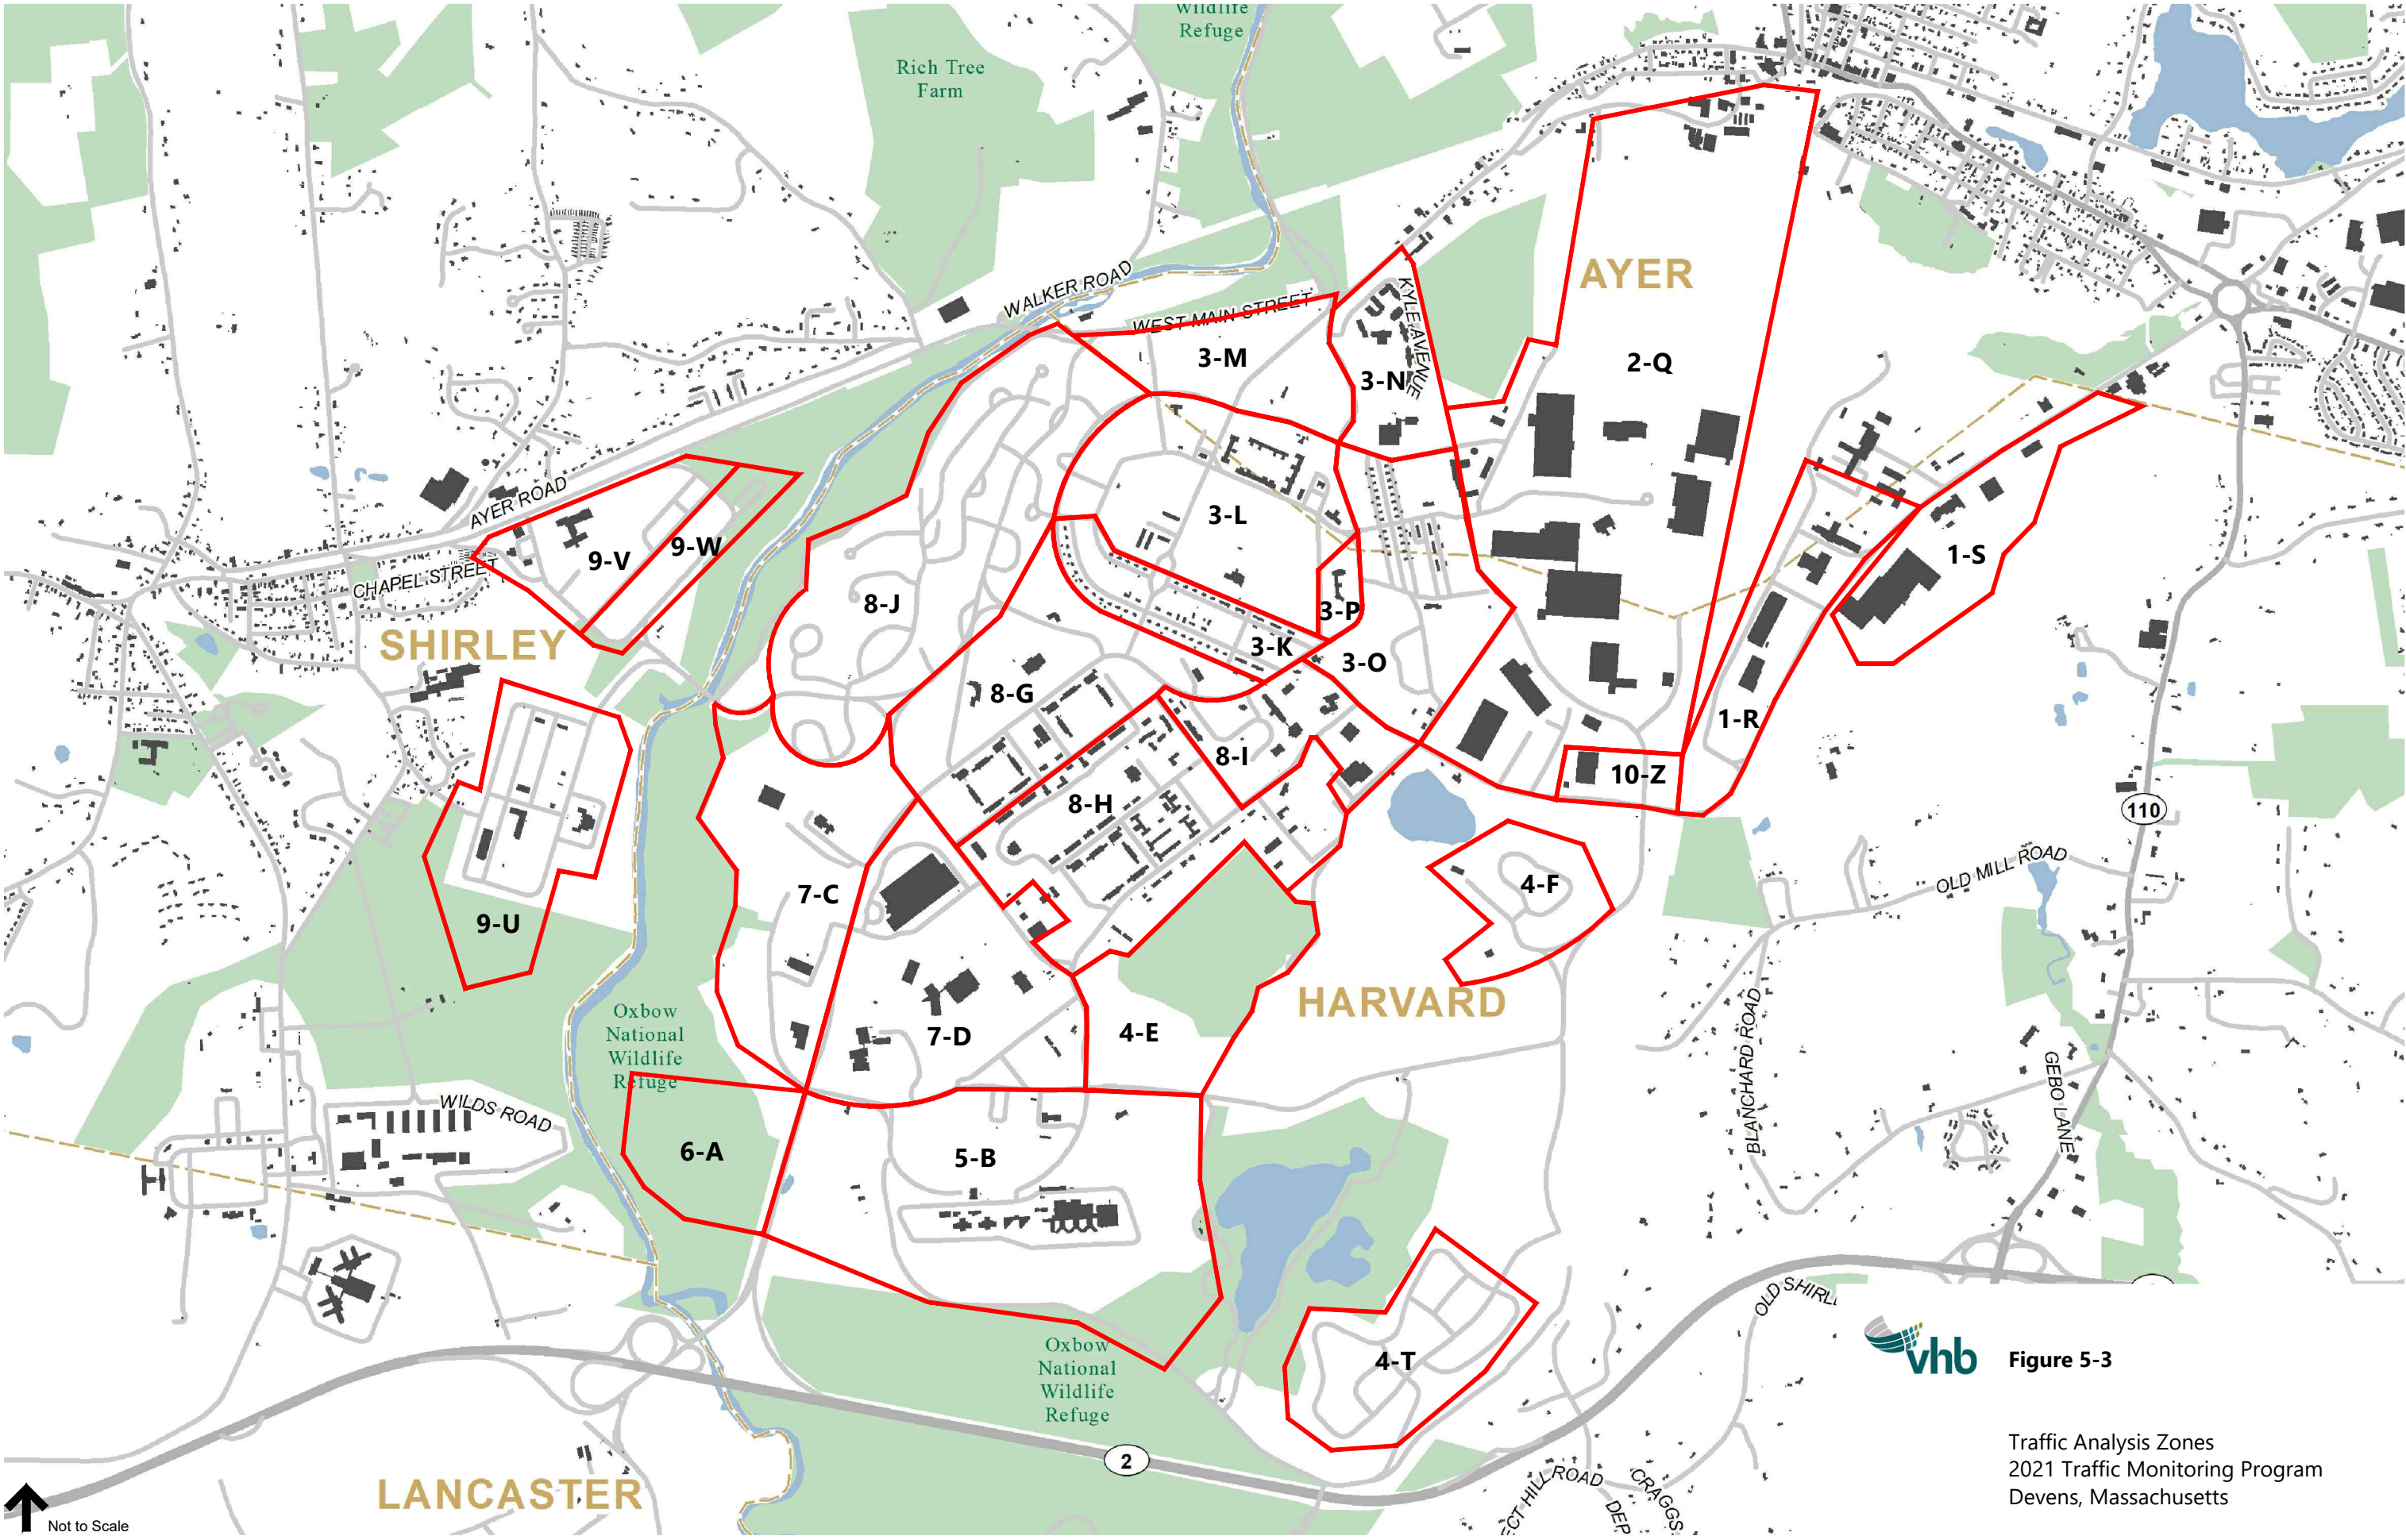 Wildlife
Refuge
Rich Tree
Farm
WALKER ROAD
WEST MAIN STREET
KYLE AVENUE
AYER
3-M
3-N
2-Q
AYER ROAD
CHAPEL STREET
SHIRLEY
9-V
9-W
8-J
3-L
3-P
3-K
3-O
1-S
1-R
8-G
8-I
8-H
10-Z
110
OLD MILL ROAD
9-U
7-C
4-F
HARVARD
Oxbow
National
Wildlife
Refuge
7-D
4-E
BLANCHARD ROAD
GEBO LANE
WILDS ROAD
6-A
5-B
4-T
Oxbow
National
Wildlife
Refuge
2
OLD SHIRL
ECT HILL ROAD
DEP
CRAGGS
LANCASTER
Not to Scale
vhb
Figure 5-3
Traffic Analysis Zones
2021 Traffic Monitoring Program
Devens, Massachusetts